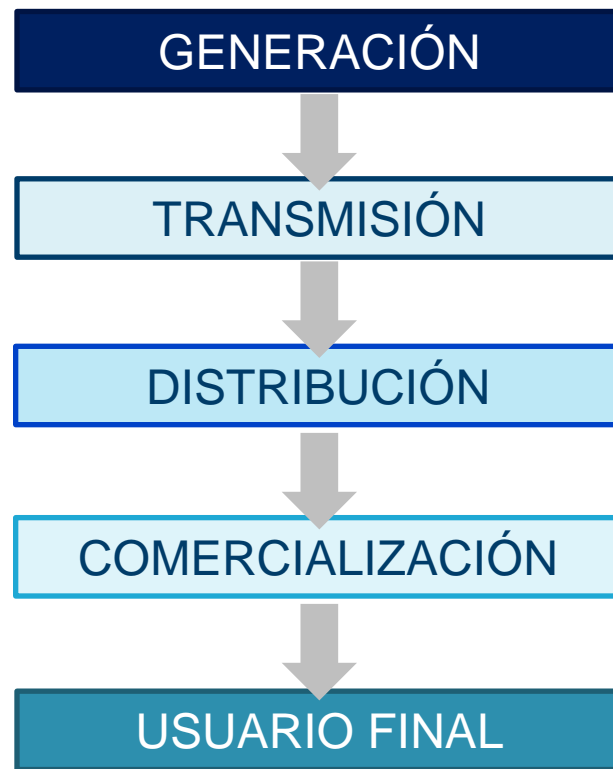 GENERACIÓN
TRANSMISIÓN
DISTRIBUCIÓN
COMERCIALIZACIÓN
USUARIO FINAL